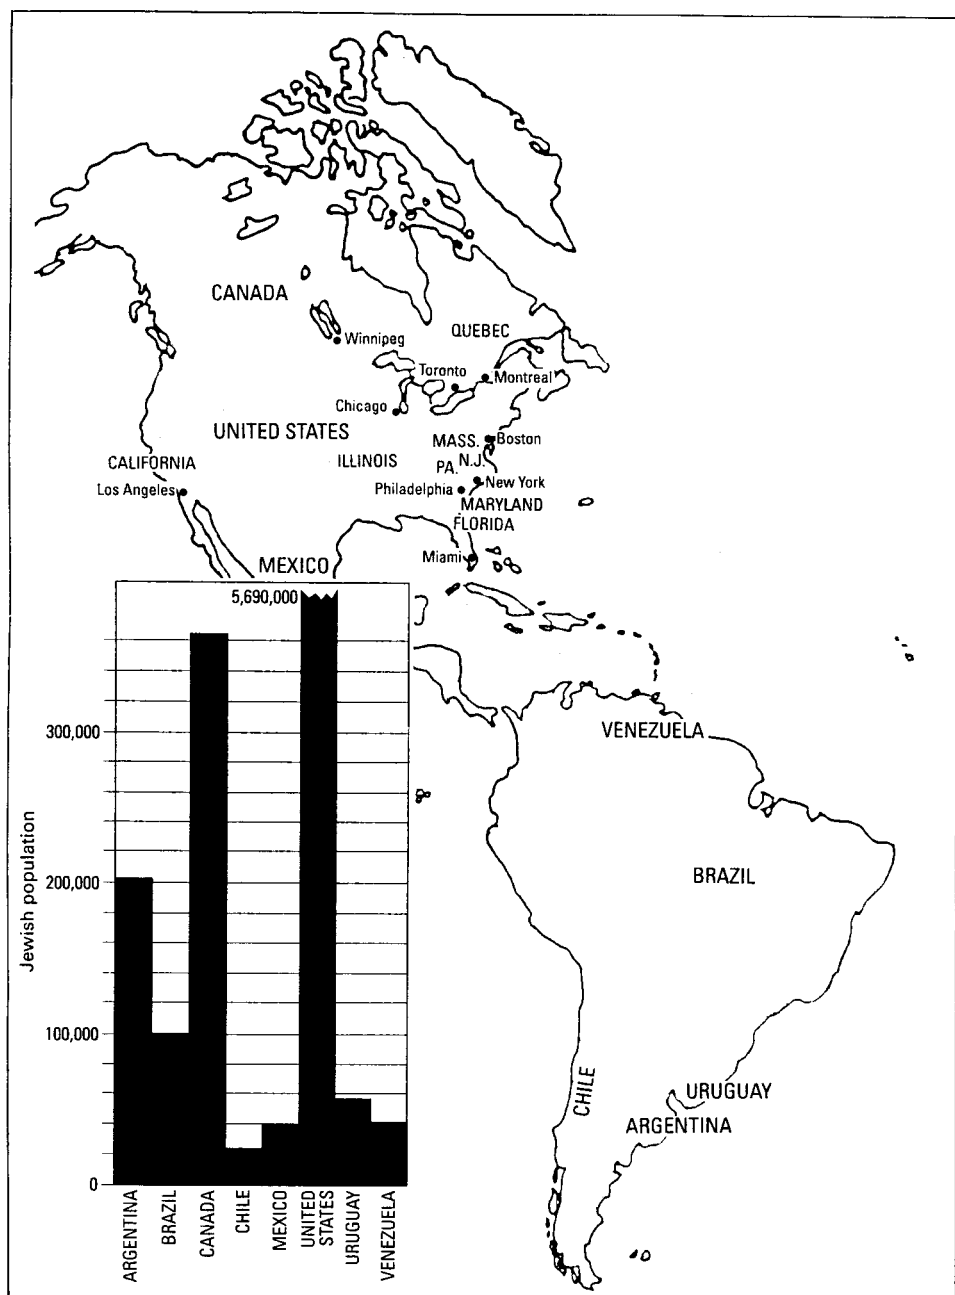 CANADA
Winnipeg
QUEBEC
Toronto
Montreal
Chicago
UNITED STATES
MASS.
Boston
ILLINOIS
CALIFORNIA
PA.
N.J.
Los Angeles
Philadelphia
New York
MARYLAND
FLORIDA
Miami
MEXICO
5,690,000
VENEZUELA
BRAZIL
CHILE
URUGUAY
ARGENTINA
Jewish population
300,000
200,000
100,000
0
ARGENTINA
BRAZIL
CANADA
CHILE
MEXICO
UNITED
STATES
URUGUAY
VENEZUELA